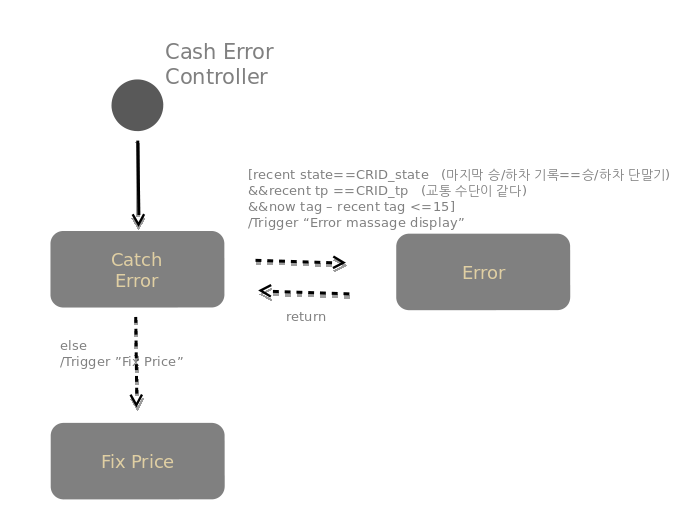 Cash Error
Controller
[recent state==CRID_state (마지막 승/하차 기록==승/하차 단말기)
&&recent tp ==CRID_tp (교통 수단이 같다)
&&now tag – recent tag <=15]
/Trigger “Error massage display”
Catch
Error
Error
return
else
/Trigger ”Fix Price”
Fix Price